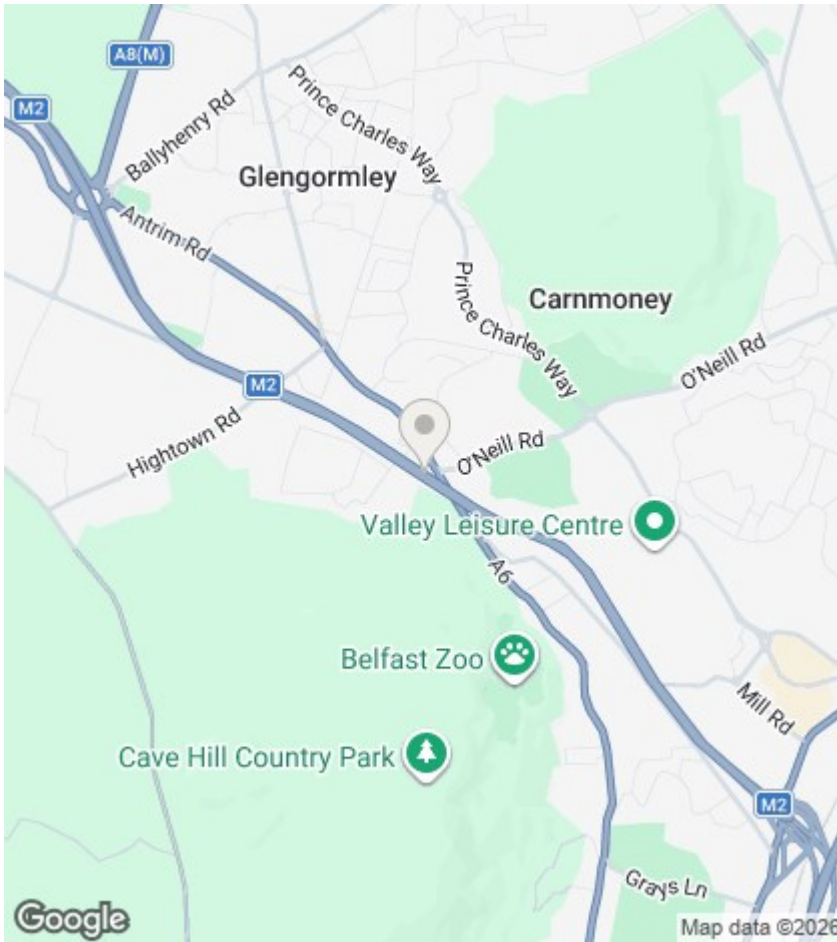 A8(M)
M2
Ballyhenry Rd
Prince Charles Way
Glengormley
Antrim Rd
Prince Charles Way
Carnmoney
O'Neill Rd
M2
Hightown Rd
O'Neill Rd
Valley Leisure Centre
A6
Belfast Zoo
Mill Rd
Cave Hill Country Park
M2
Grays Ln
Google
Map data ©2026